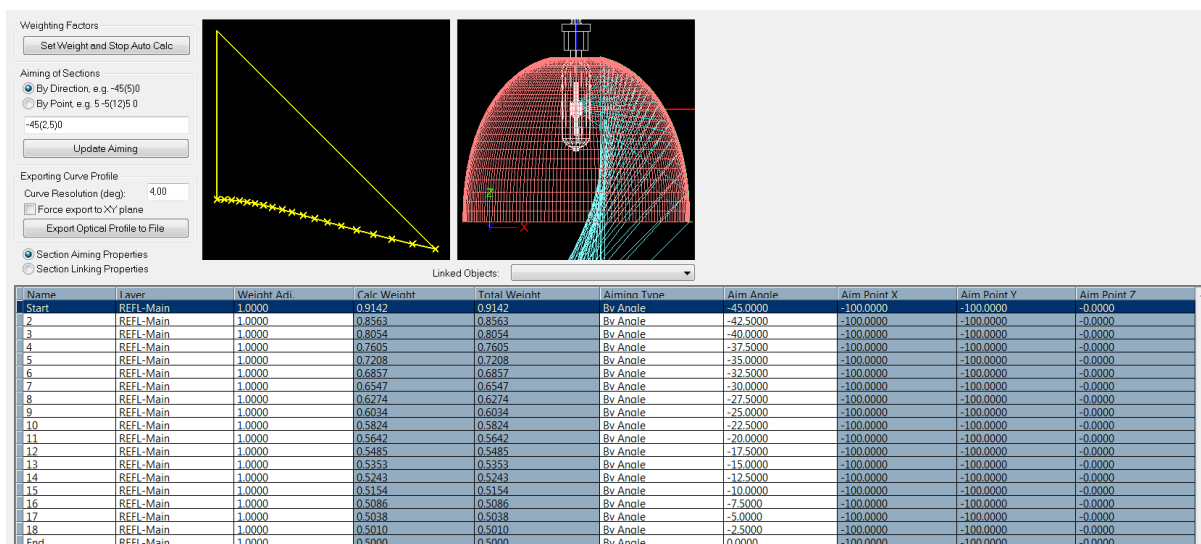 Weighting Factors
Set Weight and Stop Auto Calc
Aiming of Sections
By Direction, e.g. -45(5)0
By Point, e.g. 5 -5(12)5 0
-45(2,5)0
Update Aiming
Exporting Curve Profile
Curve Resolution (deg): 4,00
Force export to XY plane
Export Optical Profile to File
Section Aiming Properties
Section Linking Properties
Z
X
Linked Objects:
Name Layer Weight Adj. Calc Weight Total Weight Aiming Type Aim Angle Aim Point X Aim Point Y Aim Point Z
Start REFL-Main 1.0000 0.9142 0.9142 By Angle -45.0000 -100.0000 -100.0000 -0.0000
2 REFL-Main 1.0000 0.8563 0.8563 By Angle -42.5000 -100.0000 -100.0000 -0.0000
3 REFL-Main 1.0000 0.8054 0.8054 By Angle -40.0000 -100.0000 -100.0000 -0.0000
4 REFL-Main 1.0000 0.7605 0.7605 By Angle -37.5000 -100.0000 -100.0000 -0.0000
5 REFL-Main 1.0000 0.7208 0.7208 By Angle -35.0000 -100.0000 -100.0000 -0.0000
6 REFL-Main 1.0000 0.6857 0.6857 By Angle -32.5000 -100.0000 -100.0000 -0.0000
7 REFL-Main 1.0000 0.6547 0.6547 By Angle -30.0000 -100.0000 -100.0000 -0.0000
8 REFL-Main 1.0000 0.6274 0.6274 By Angle -27.5000 -100.0000 -100.0000 -0.0000
9 REFL-Main 1.0000 0.6034 0.6034 By Angle -25.0000 -100.0000 -100.0000 -0.0000
10 REFL-Main 1.0000 0.5824 0.5824 By Angle -22.5000 -100.0000 -100.0000 -0.0000
11 REFL-Main 1.0000 0.5642 0.5642 By Angle -20.0000 -100.0000 -100.0000 -0.0000
12 REFL-Main 1.0000 0.5485 0.5485 By Angle -17.5000 -100.0000 -100.0000 -0.0000
13 REFL-Main 1.0000 0.5353 0.5353 By Angle -15.0000 -100.0000 -100.0000 -0.0000
14 REFL-Main 1.0000 0.5243 0.5243 By Angle -12.5000 -100.0000 -100.0000 -0.0000
15 REFL-Main 1.0000 0.5154 0.5154 By Angle -10.0000 -100.0000 -100.0000 -0.0000
16 REFL-Main 1.0000 0.5086 0.5086 By Angle -7.5000 -100.0000 -100.0000 -0.0000
17 REFL-Main 1.0000 0.5038 0.5038 By Angle -5.0000 -100.0000 -100.0000 -0.0000
18 REFL-Main 1.0000 0.5010 0.5010 By Angle -2.5000 -100.0000 -100.0000 -0.0000
End REFL-Main 1.0000 0.5000 0.5000 By Angle 0.0000 -100.0000 -100.0000 -0.0000